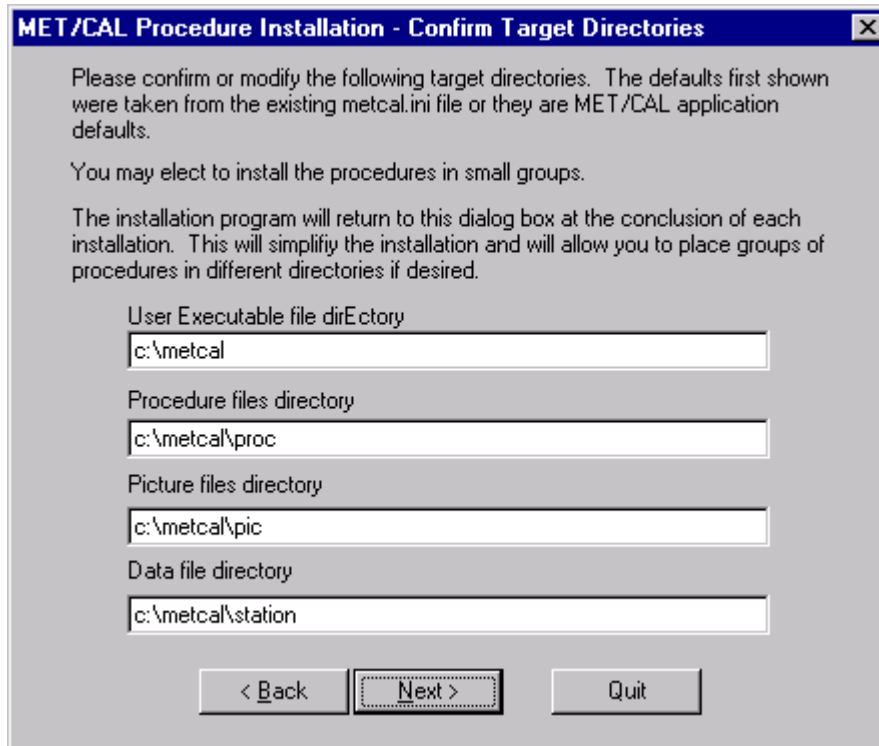 MET/CAL Procedure Installation - Confirm Target Directories
Please confirm or modify the following target directories. The defaults first shown
were taken from the existing metcal.ini file or they are MET/CAL application
defaults.
You may elect to install the procedures in small groups.
The installation program will return to this dialog box at the conclusion of each
installation. This will simplifiy the installation and will allow you to place groups of
procedures in different directories if desired.
User Executable file dirEctory
c:\metcal
Procedure files directory
c:\metcal\proc
Picture files directory
c:\metcal\pic
Data file directory
c:\metcal\station
< Back Next > Quit